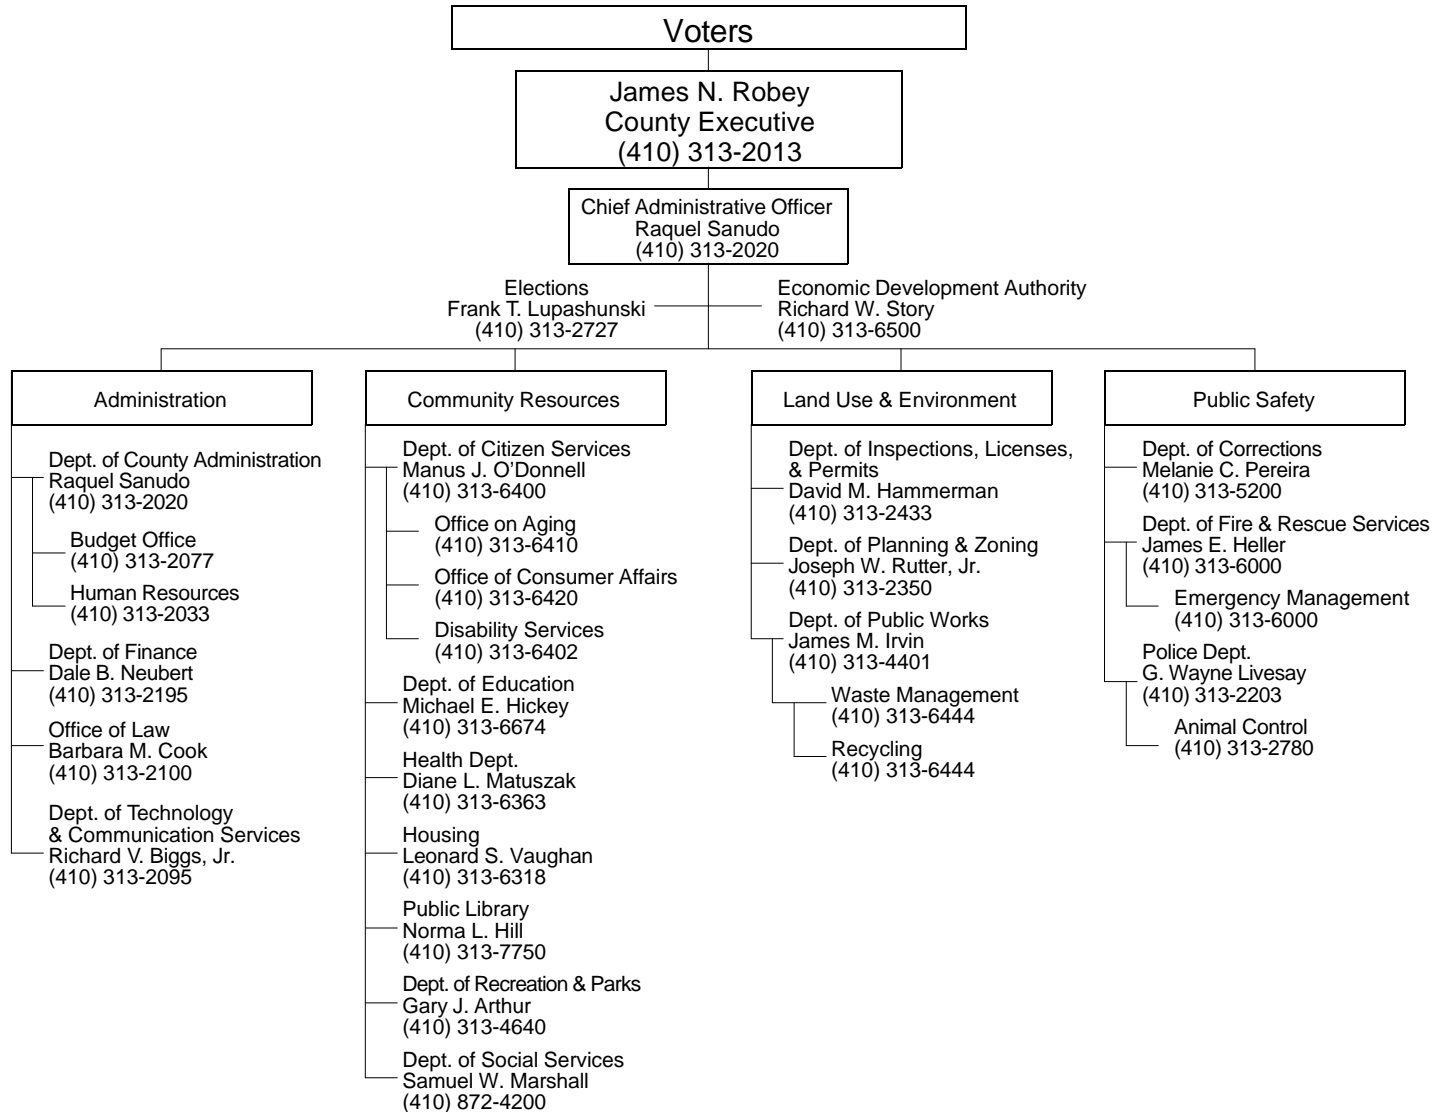 Voters
James N. Robey
County Executive
(410) 313-2013
Chief Administrative Officer
Raquel Sanudo
(410) 313-2020
Elections
Frank T. Lupashunski
(410) 313-2727
Economic Development Authority
Richard W. Story
(410) 313-6500
Administration
Dept. of County Administration
Raquel Sanudo
(410) 313-2020
Budget Office
(410) 313-2077
Human Resources
(410) 313-2033
Dept. of Finance
Dale B. Neubert
(410) 313-2195
Office of Law
Barbara M. Cook
(410) 313-2100
Dept. of Technology
& Communication Services
Richard V. Biggs, Jr.
(410) 313-2095
Community Resources
Dept. of Citizen Services
Manus J. O’Donnell
(410) 313-6400
Office on Aging
(410) 313-6410
Office of Consumer Affairs
(410) 313-6420
Disability Services
(410) 313-6402
Dept. of Education
Michael E. Hickey
(410) 313-6674
Health Dept.
Diane L. Matuszak
(410) 313-6363
Housing
Leonard S. Vaughan
(410) 313-6318
Public Library
Norma L. Hill
(410) 313-7750
Dept. of Recreation & Parks
Gary J. Arthur
(410) 313-4640
Dept. of Social Services
Samuel W. Marshall
(410) 872-4200
Land Use & Environment
Dept. of Inspections, Licenses,
& Permits
David M. Hammerman
(410) 313-2433
Dept. of Planning & Zoning
Joseph W. Rutter, Jr.
(410) 313-2350
Dept. of Public Works
James M. Irvin
(410) 313-4401
Waste Management
(410) 313-6444
Recycling
(410) 313-6444
Public Safety
Dept. of Corrections
Melanie C. Pereira
(410) 313-5200
Dept. of Fire & Rescue Services
James E. Heller
(410) 313-6000
Emergency Management
(410) 313-6000
Police Dept.
G. Wayne Livesay
(410) 313-2203
Animal Control
(410) 313-2780